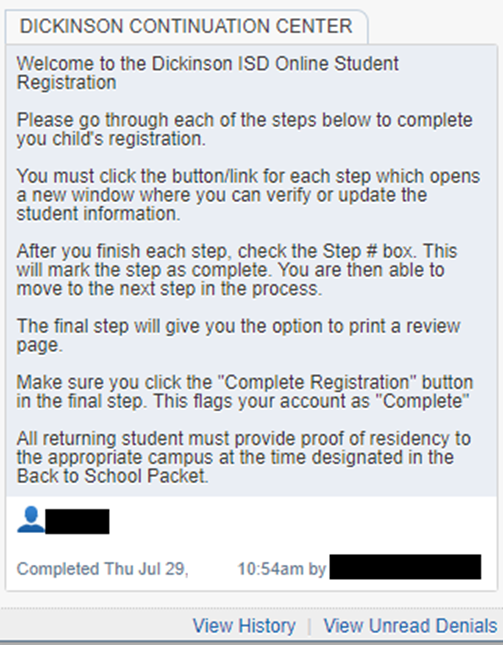 DICKINSON CONTINUATION CENTER
Welcome to the Dickinson ISD Online Student
Registration
Please go through each of the steps below to complete
you child's registration.
You must click the button/link for each step which opens
a new window where you can verify or update the
student information.
After you finish each step, check the Step # box. This
will mark the step as complete. You are then able to
move to the next step in the process.
The final step will give you the option to print a review
page.
Make sure you click the "Complete Registration" button
in the final step. This flags your account as "Complete"
All returning student must provide proof of residency to
the appropriate campus at the time designated in the
Back to School Packet.
Completed Thu Jul 29, 10:54am by
View History | View Unread Denials